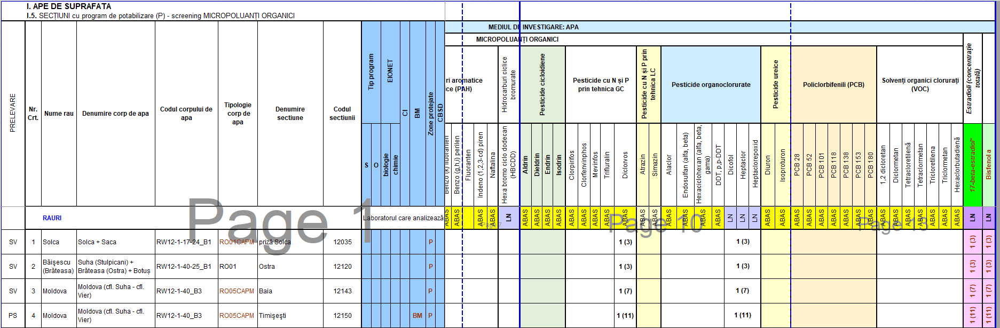 I. APE DE SUPRAFATA
I.5. SECȚIUNI cu program de potabilizare (P) - screening MICROPOLUANȚI ORGANICI
MEDIUL DE INVESTIGARE: APA
MICROPOLUANȚI ORGANICI
PRELEVARE
Nr. Crt.
Nume rau
Denumire corp de apa
Codul corpului de apa
Tipologie corp de apa
Denumire sectiune
Codul sectiunii
Tip program
EIONET
S
O
biologie
chimie
CI
BM
Zone protejate
CBSD
ri aromatice
ice (PAH)
Hidrocarburi ciclice bromurate
Pesticide ciclodiene
Pesticide cu N și P prin tehnica GC
Pesticide cu N și P prin tehnica LC
Pesticide organoclorurate
Pesticide ureice
Policlorbifenili (PCB)
Solvenți organici clorurați (VOC)
Estradioli (concentrație totală)
Benzo (k) fluoranten
Benzo (g,h,i) perilen
Fluoranten
Indeno (1,2,3-cd) piren
Naftalina
Hexa bromo ciclo dodecan (HBCDD)
Aldrin
Dieldrin
Endrin
Isodrin
Clorpirifos
Clorfenvinphos
Mevinfos
Trifluralin
Diclorvos
Atrazin
Simazin
Alaclor
Endosulfan (alfa, beta)
Hexaciclohexan (alfa, beta, gama)
DDT, p,p-DDT
Dicofol
Heptaclor
Heptaclorepoxid
Diuron
Isoproturon
PCB 28
PCB 52
PCB 101
PCB 118
PCB 138
PCB 153
PCB 180
1,2 dicloretan
Diclormetan
Tetracloretilenă
Tetraclormetan
Tricloretilena
Triclormetan
Hexaclorbutadienă
17-beta-estradiol*
Bisfenol a
RAURI
Laboratorul care analizează
ABAS ABAS ABAS ABAS LN ABAS ABAS ABAS ABAS ABAS ABAS ABAS ABAS ABAS ABAS ABAS ABAS ABAS ABAS ABAS LN LN LN ABAS ABAS ABAS ABAS ABAS ABAS ABAS ABAS ABAS ABAS ABAS ABAS ABAS ABAS ABAS ABAS LN LN
Page 1
Page 7
Page 10
Page 13
SV 1 Solca Solca + Saca RW12-1-17-24_B1 RO01CAPM priză Solca 12035 P 1 (3) 1 (3) 1 (3) 1 (3)
SV 2 Băişescu (Brăteasa) Suha (Stulpicani) + Brăteasa (Ostra) + Botuș RW12-1-40-25_B1 RO01 Ostra 12120 P 1 (3) 1 (3) 1 (3) 1 (3)
SV 3 Moldova Moldova (cfl. Suha - cfl. Vier) RW12-1-40_B3 RO05CAPM Baia 12143 P 1 (7) 1 (7) 1 (7) 1 (7)
PS 4 Moldova Moldova (cfl. Suha - cfl. Vier) RW12-1-40_B3 RO05CAPM Timişeşti 12150 BM P 1 (11) 1 (11) 1 (11) 1 (11)